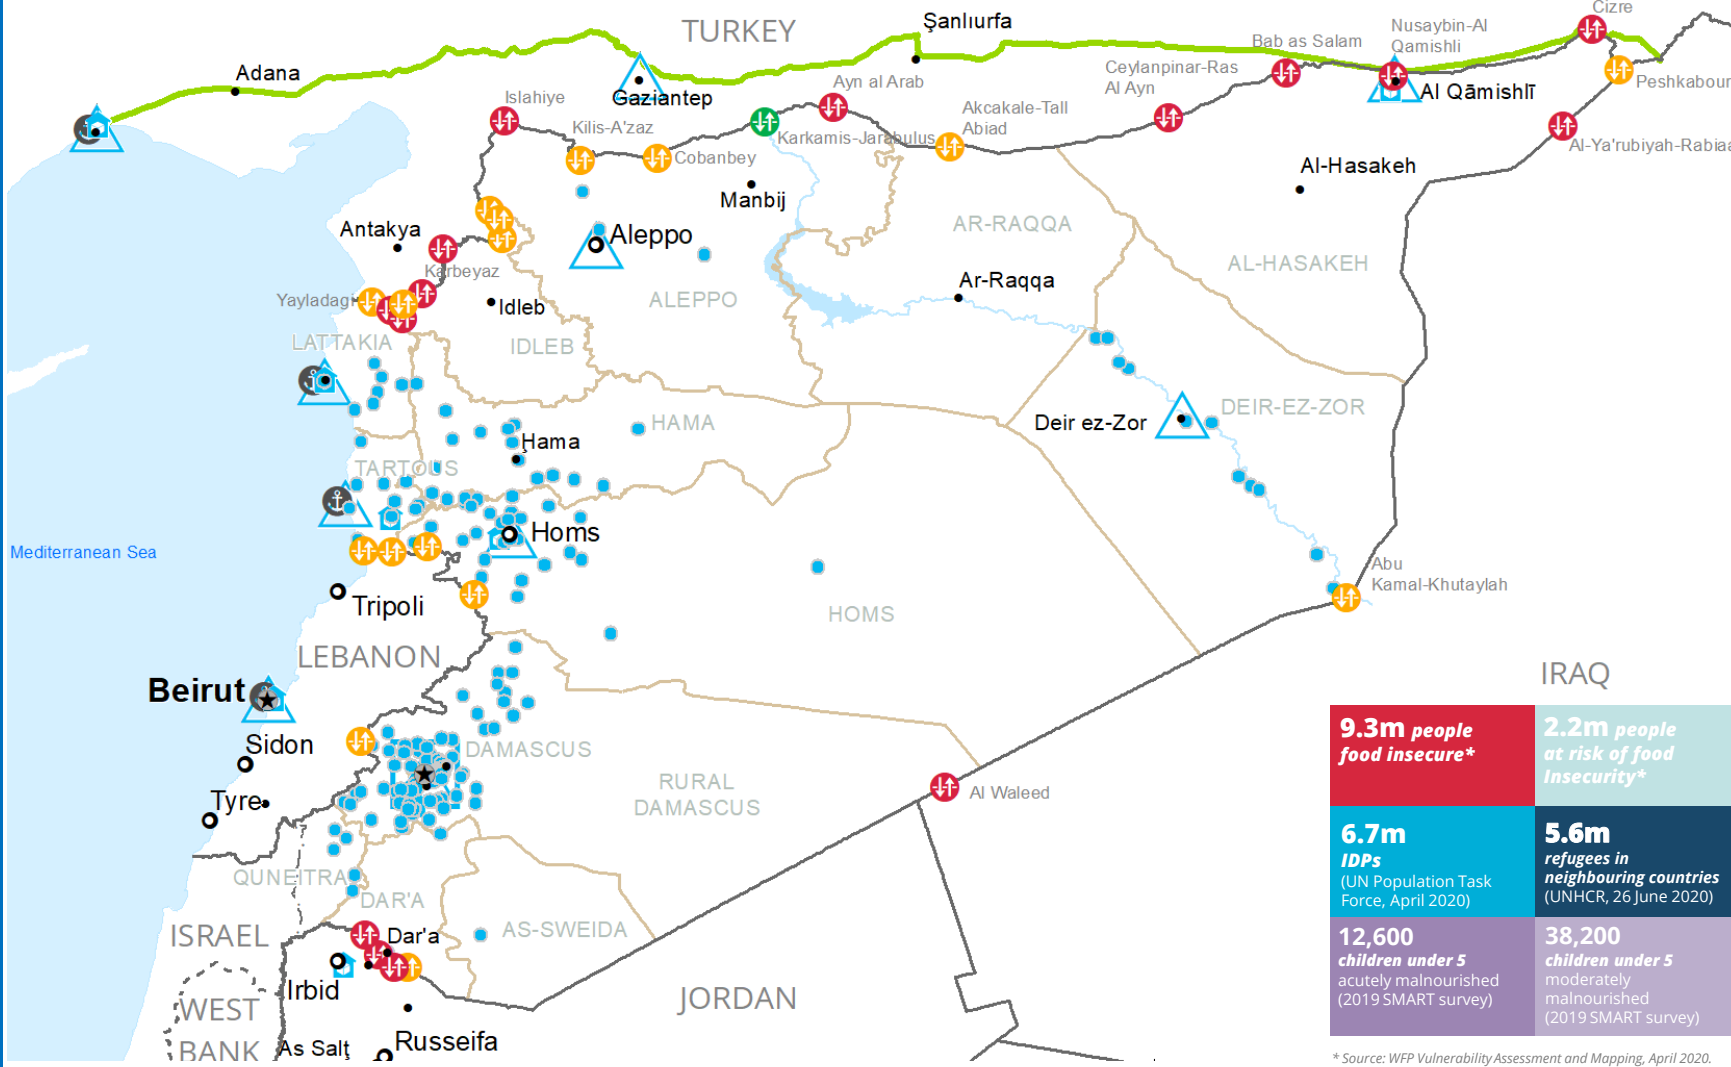 TURKEY
Şanlıurfa
Cizre
Nusaybin-Al
Qamishli
Bab as Salam
Adana
Ceylanpinar-Ras
Al Ayn
Peshkabour
Gaziantep
Ayn al Arab
Al Qāmishlī
Islahiye
Akcakale-Tall
Abiad
Kilis-A'zaz
Karkamis-Jarabulus
Al-Ya'rubiyah-Rabiaa
Cobanbey
Al-Hasakeh
Manbij
AR-RAQQA
Antakya
Aleppo
AL-HASAKEH
Karbeyaz
Ar-Raqqa
Yayladagi
ALEPPO
Idleb
LATTAKIA
IDLEB
DEIR-EZ-ZOR
Deir ez-Zor
HAMA
Ḩama
TARTOUS
Homs
Mediterranean Sea
Abu
Kamal-Khutaylah
Tripoli
HOMS
LEBANON
IRAQ
Beirut
Sidon
DAMASCUS
RURAL
DAMASCUS
Al Waleed
Tyre
QUNEITRA
DAR'A
AS-SWEIDA
ISRAEL
Dar'a
Irbid
JORDAN
WEST
BANK
Russeifa
As Salţ
9.3m people
food insecure*
2.2m people
at risk of food
Insecurity*
6.7m
IDPs
(UN Population Task
Force, April 2020)
5.6m
refugees in
neighbouring countries
(UNHCR, 26 June 2020)
12,600
children under 5
acutely malnourished
(2019 SMART survey)
38,200
children under 5
moderately
malnourished
(2019 SMART survey)
* Source: WFP Vulnerability Assessment and Mapping, April 2020.